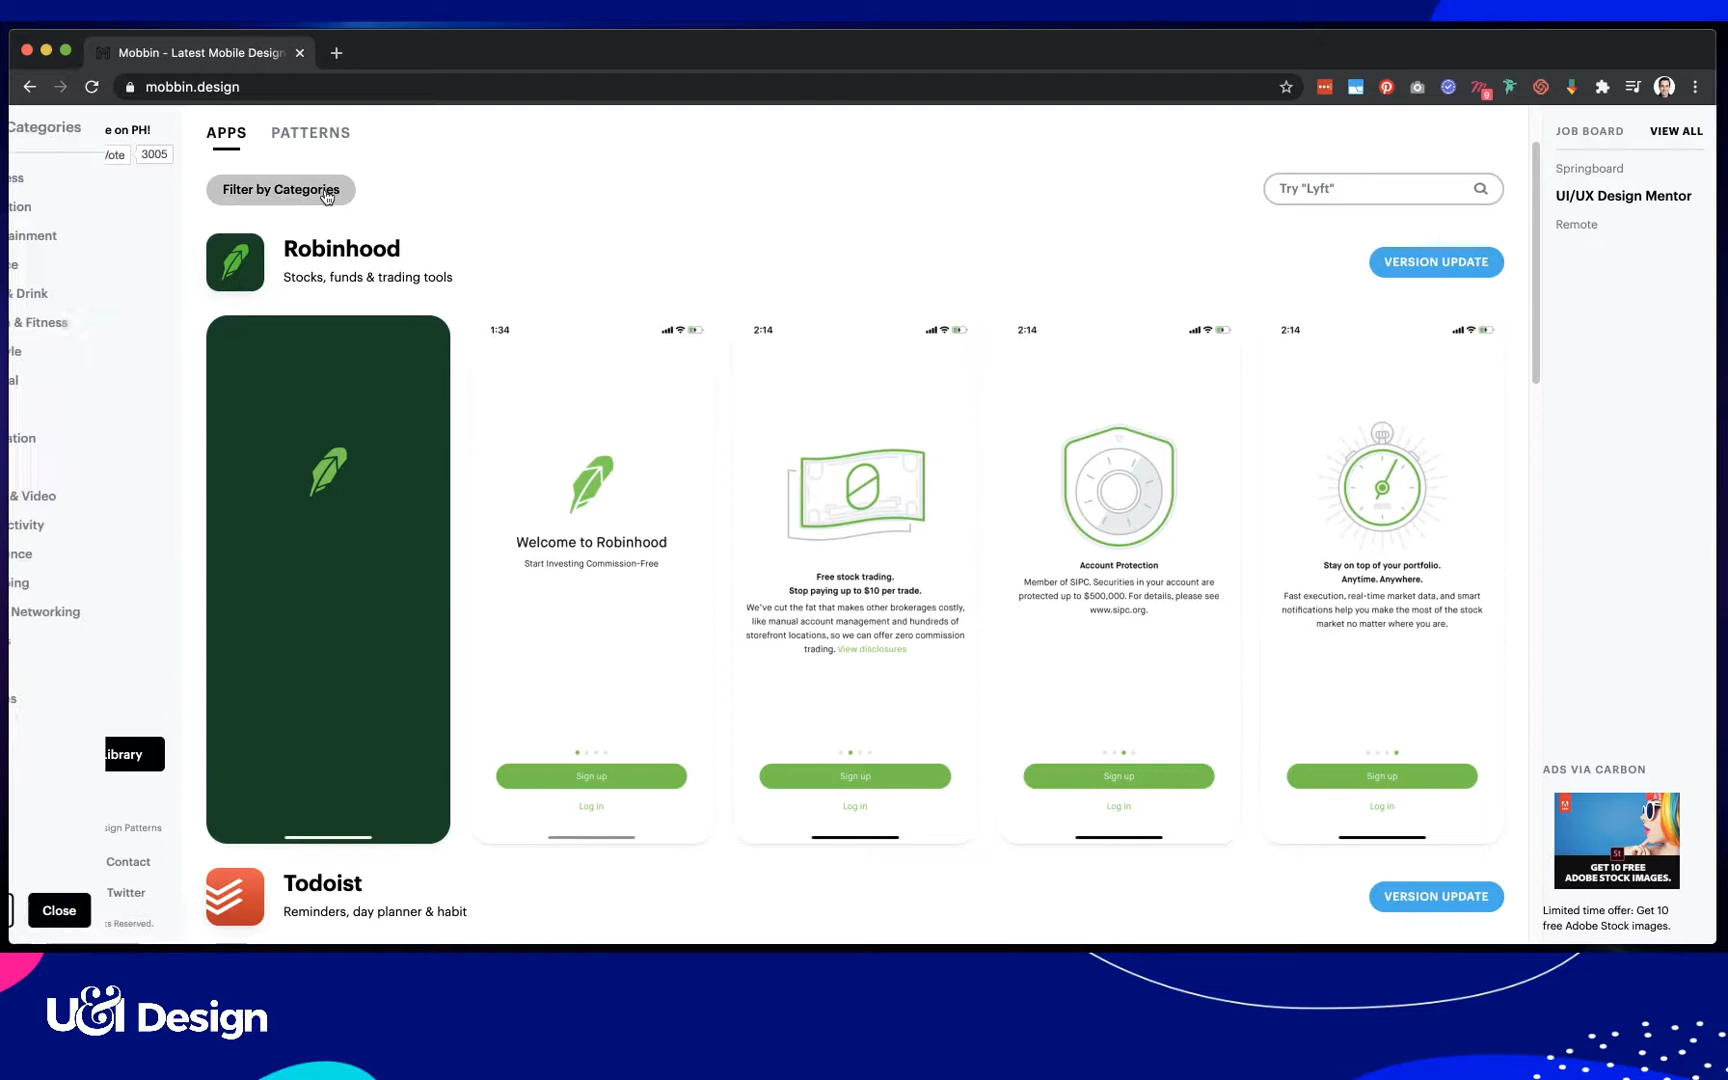 Mobbin - Latest Mobile Design
mobbin.design
9
Categories
e on PH!
ote
3005
ess
tion
ainment
ce
& Drink
& Fitness
yle
al
ation
& Video
ctivity
nce
ping
Networking
s
es
ibrary
sign Patterns
Contact
Twitter
ts Reserved.
Close
APPS
PATTERNS
Filter by Categories
Try "Lyft"
Robinhood
Stocks, funds & trading tools
VERSION UPDATE
1:34
Welcome to Robinhood
Start Investing Commission-Free
Sign up
Log in
2:14
Free stock trading.
Stop paying up to $10 per trade.
We've cut the fat that makes other brokerages costly,
like manual account management and hundreds of
storefront locations, so we can offer zero commission
trading. View disclosures
Sign up
Log in
2:14
Account Protection
Member of SIPC. Securities in your account are
protected up to $500,000. For details, please see
www.sipc.org.
Sign up
Log in
2:14
Stay on top of your portfolio.
Anytime. Anywhere.
Fast execution, real-time market data, and smart
notifications help you make the most of the stock
market no matter where you are.
Sign up
Log in
Todoist
Reminders, day planner & habit
VERSION UPDATE
JOB BOARD
VIEW ALL
Springboard
UI/UX Design Mentor
Remote
ADS VIA CARBON
St
GET 10 FREE
ADOBE STOCK IMAGES.
Limited time offer: Get 10
free Adobe Stock images.
U&I Design